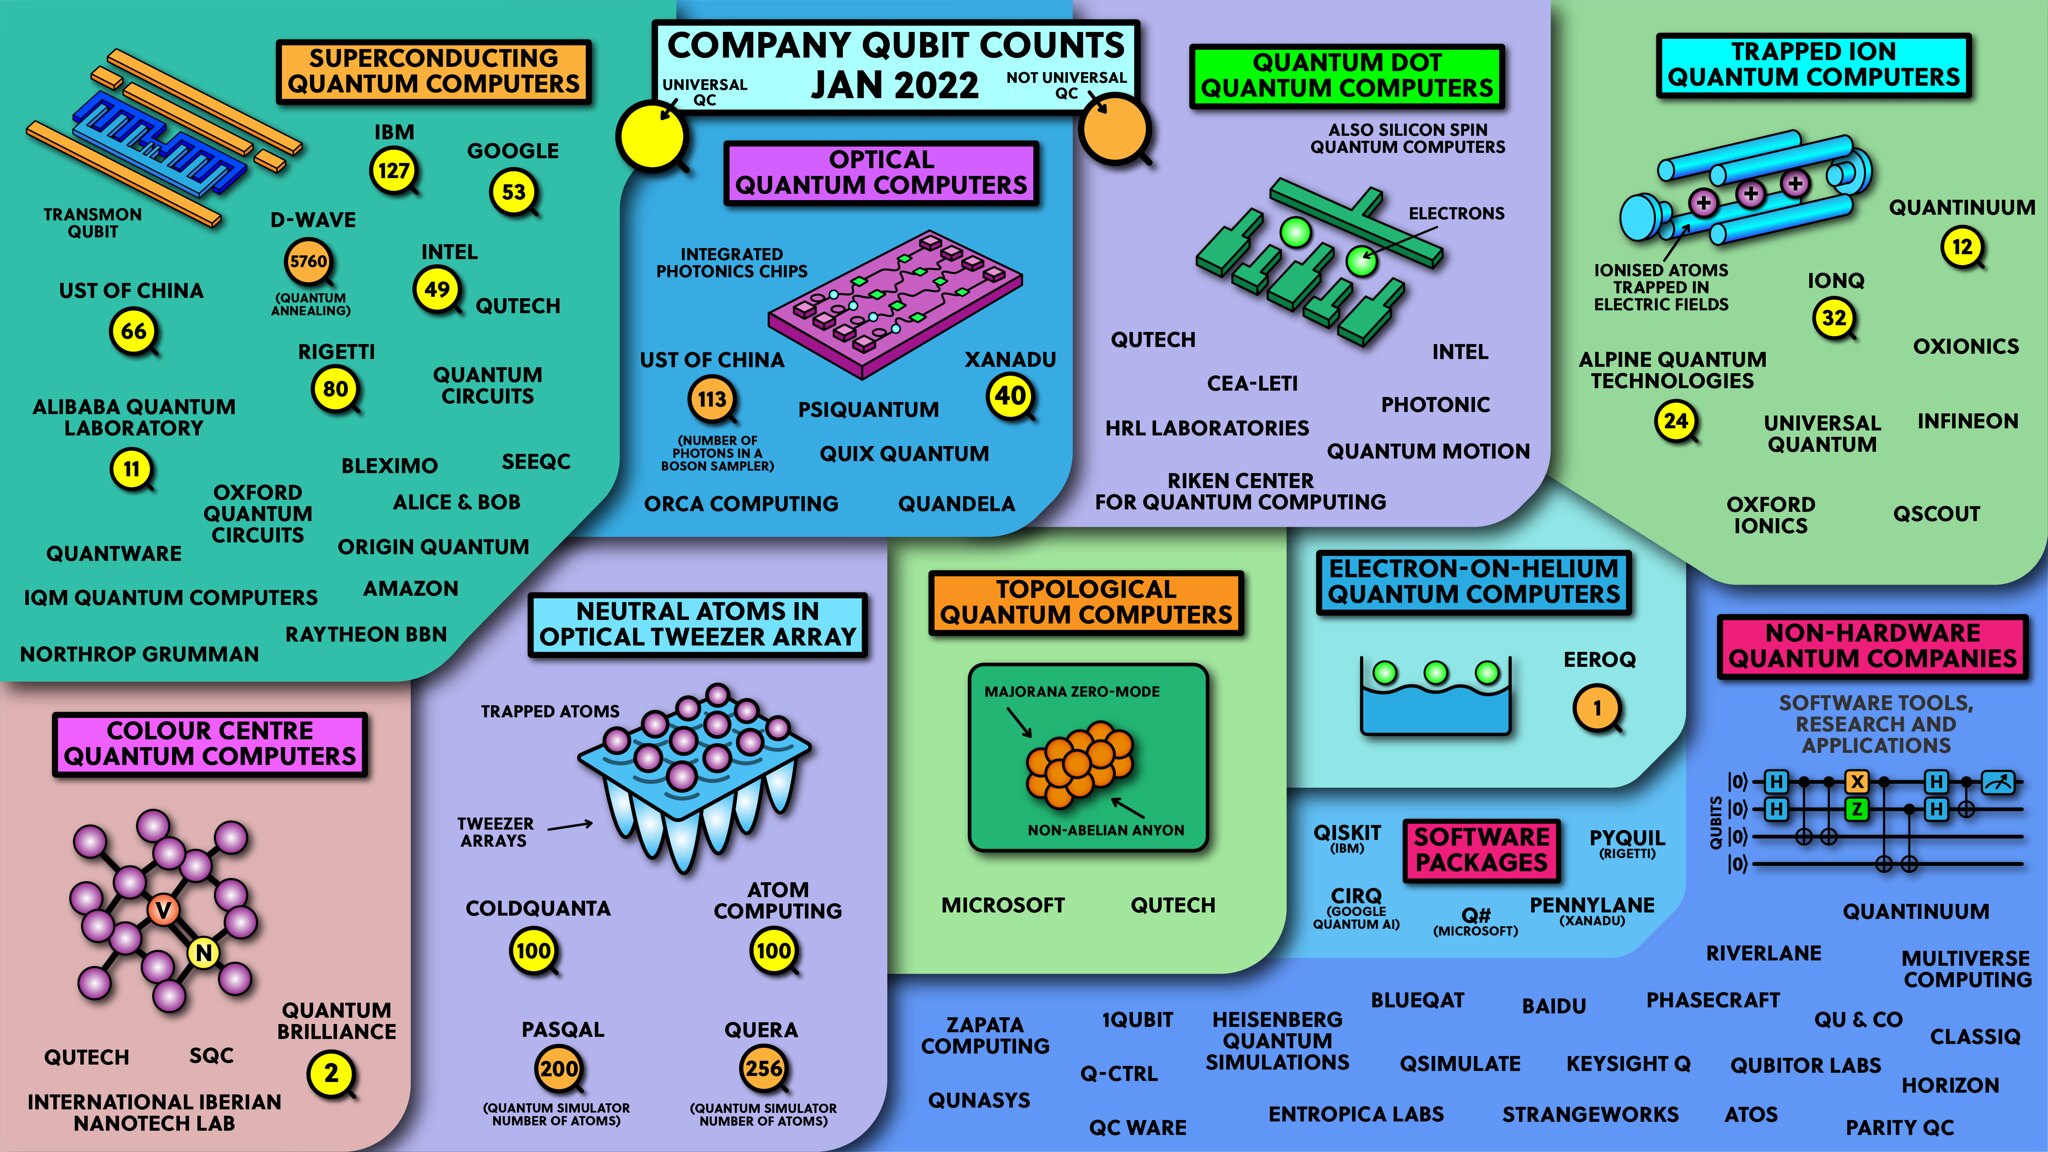 COMPANY QUBIT COUNTS
JAN 2022
UNIVERSAL
QC
NOT UNIVERSAL
QC
SUPERCONDUCTING
QUANTUM COMPUTERS
TRANSMON
QUBIT
IBM
127
GOOGLE
53
D-WAVE
5760
(QUANTUM
ANNEALING)
INTEL
49
QUTECH
UST OF CHINA
66
RIGETTI
80
QUANTUM
CIRCUITS
ALIBABA QUANTUM
LABORATORY
11
BLEXIMO
SEEQC
OXFORD
QUANTUM
CIRCUITS
ALICE & BOB
QUANTWARE
ORIGIN QUANTUM
IQM QUANTUM COMPUTERS
AMAZON
RAYTHEON BBN
NORTHROP GRUMMAN
OPTICAL
QUANTUM COMPUTERS
INTEGRATED
PHOTONICS CHIPS
UST OF CHINA
113
(NUMBER OF
PHOTONS IN A
BOSON SAMPLER)
XANADU
40
PSIQUANTUM
QUIX QUANTUM
ORCA COMPUTING
QUANDELA
QUANTUM DOT
QUANTUM COMPUTERS
ALSO SILICON SPIN
QUANTUM COMPUTERS
ELECTRONS
QUTECH
INTEL
CEA-LETI
PHOTONIC
HRL LABORATORIES
QUANTUM MOTION
RIKEN CENTER
FOR QUANTUM COMPUTING
TRAPPED ION
QUANTUM COMPUTERS
+
+
+
IONISED ATOMS
TRAPPED IN
ELECTRIC FIELDS
QUANTINUUM
12
IONQ
32
OXIONICS
ALPINE QUANTUM
TECHNOLOGIES
24
UNIVERSAL
QUANTUM
INFINEON
OXFORD
IONICS
QSCOUT
COLOUR CENTRE
QUANTUM COMPUTERS
V
N
QUANTUM
BRILLIANCE
2
QUTECH
SQC
INTERNATIONAL IBERIAN
NANOTECH LAB
NEUTRAL ATOMS IN
OPTICAL TWEEZER ARRAY
TRAPPED ATOMS
TWEEZER
ARRAYS
COLDQUANTA
100
ATOM
COMPUTING
100
PASQAL
200
(QUANTUM SIMULATOR
NUMBER OF ATOMS)
QUERA
256
(QUANTUM SIMULATOR
NUMBER OF ATOMS)
TOPOLOGICAL
QUANTUM COMPUTERS
MAJORANA ZERO-MODE
NON-ABELIAN ANYON
MICROSOFT
QUTECH
ELECTRON-ON-HELIUM
QUANTUM COMPUTERS
EEROQ
1
SOFTWARE
PACKAGES
QISKIT
(IBM)
PYQUIL
(RIGETTI)
CIRQ
(GOOGLE
QUANTUM AI)
Q#
(MICROSOFT)
PENNYLANE
(XANADU)
NON-HARDWARE
QUANTUM COMPANIES
SOFTWARE TOOLS,
RESEARCH AND
APPLICATIONS
QUBITS
|0⟩ H X H
|0⟩ H Z H
|0⟩
|0⟩
QUANTINUUM
RIVERLANE
MULTIVERSE
COMPUTING
BLUEQAT
BAIDU
PHASECRAFT
ZAPATA
COMPUTING
1QUBIT
HEISENBERG
QUANTUM
SIMULATIONS
QU & CO
CLASSIQ
Q-CTRL
QSIMULATE
KEYSIGHT Q
QUBITOR LABS
HORIZON
QUNASYS
QC WARE
ENTROPICA LABS
STRANGEWORKS
ATOS
PARITY QC